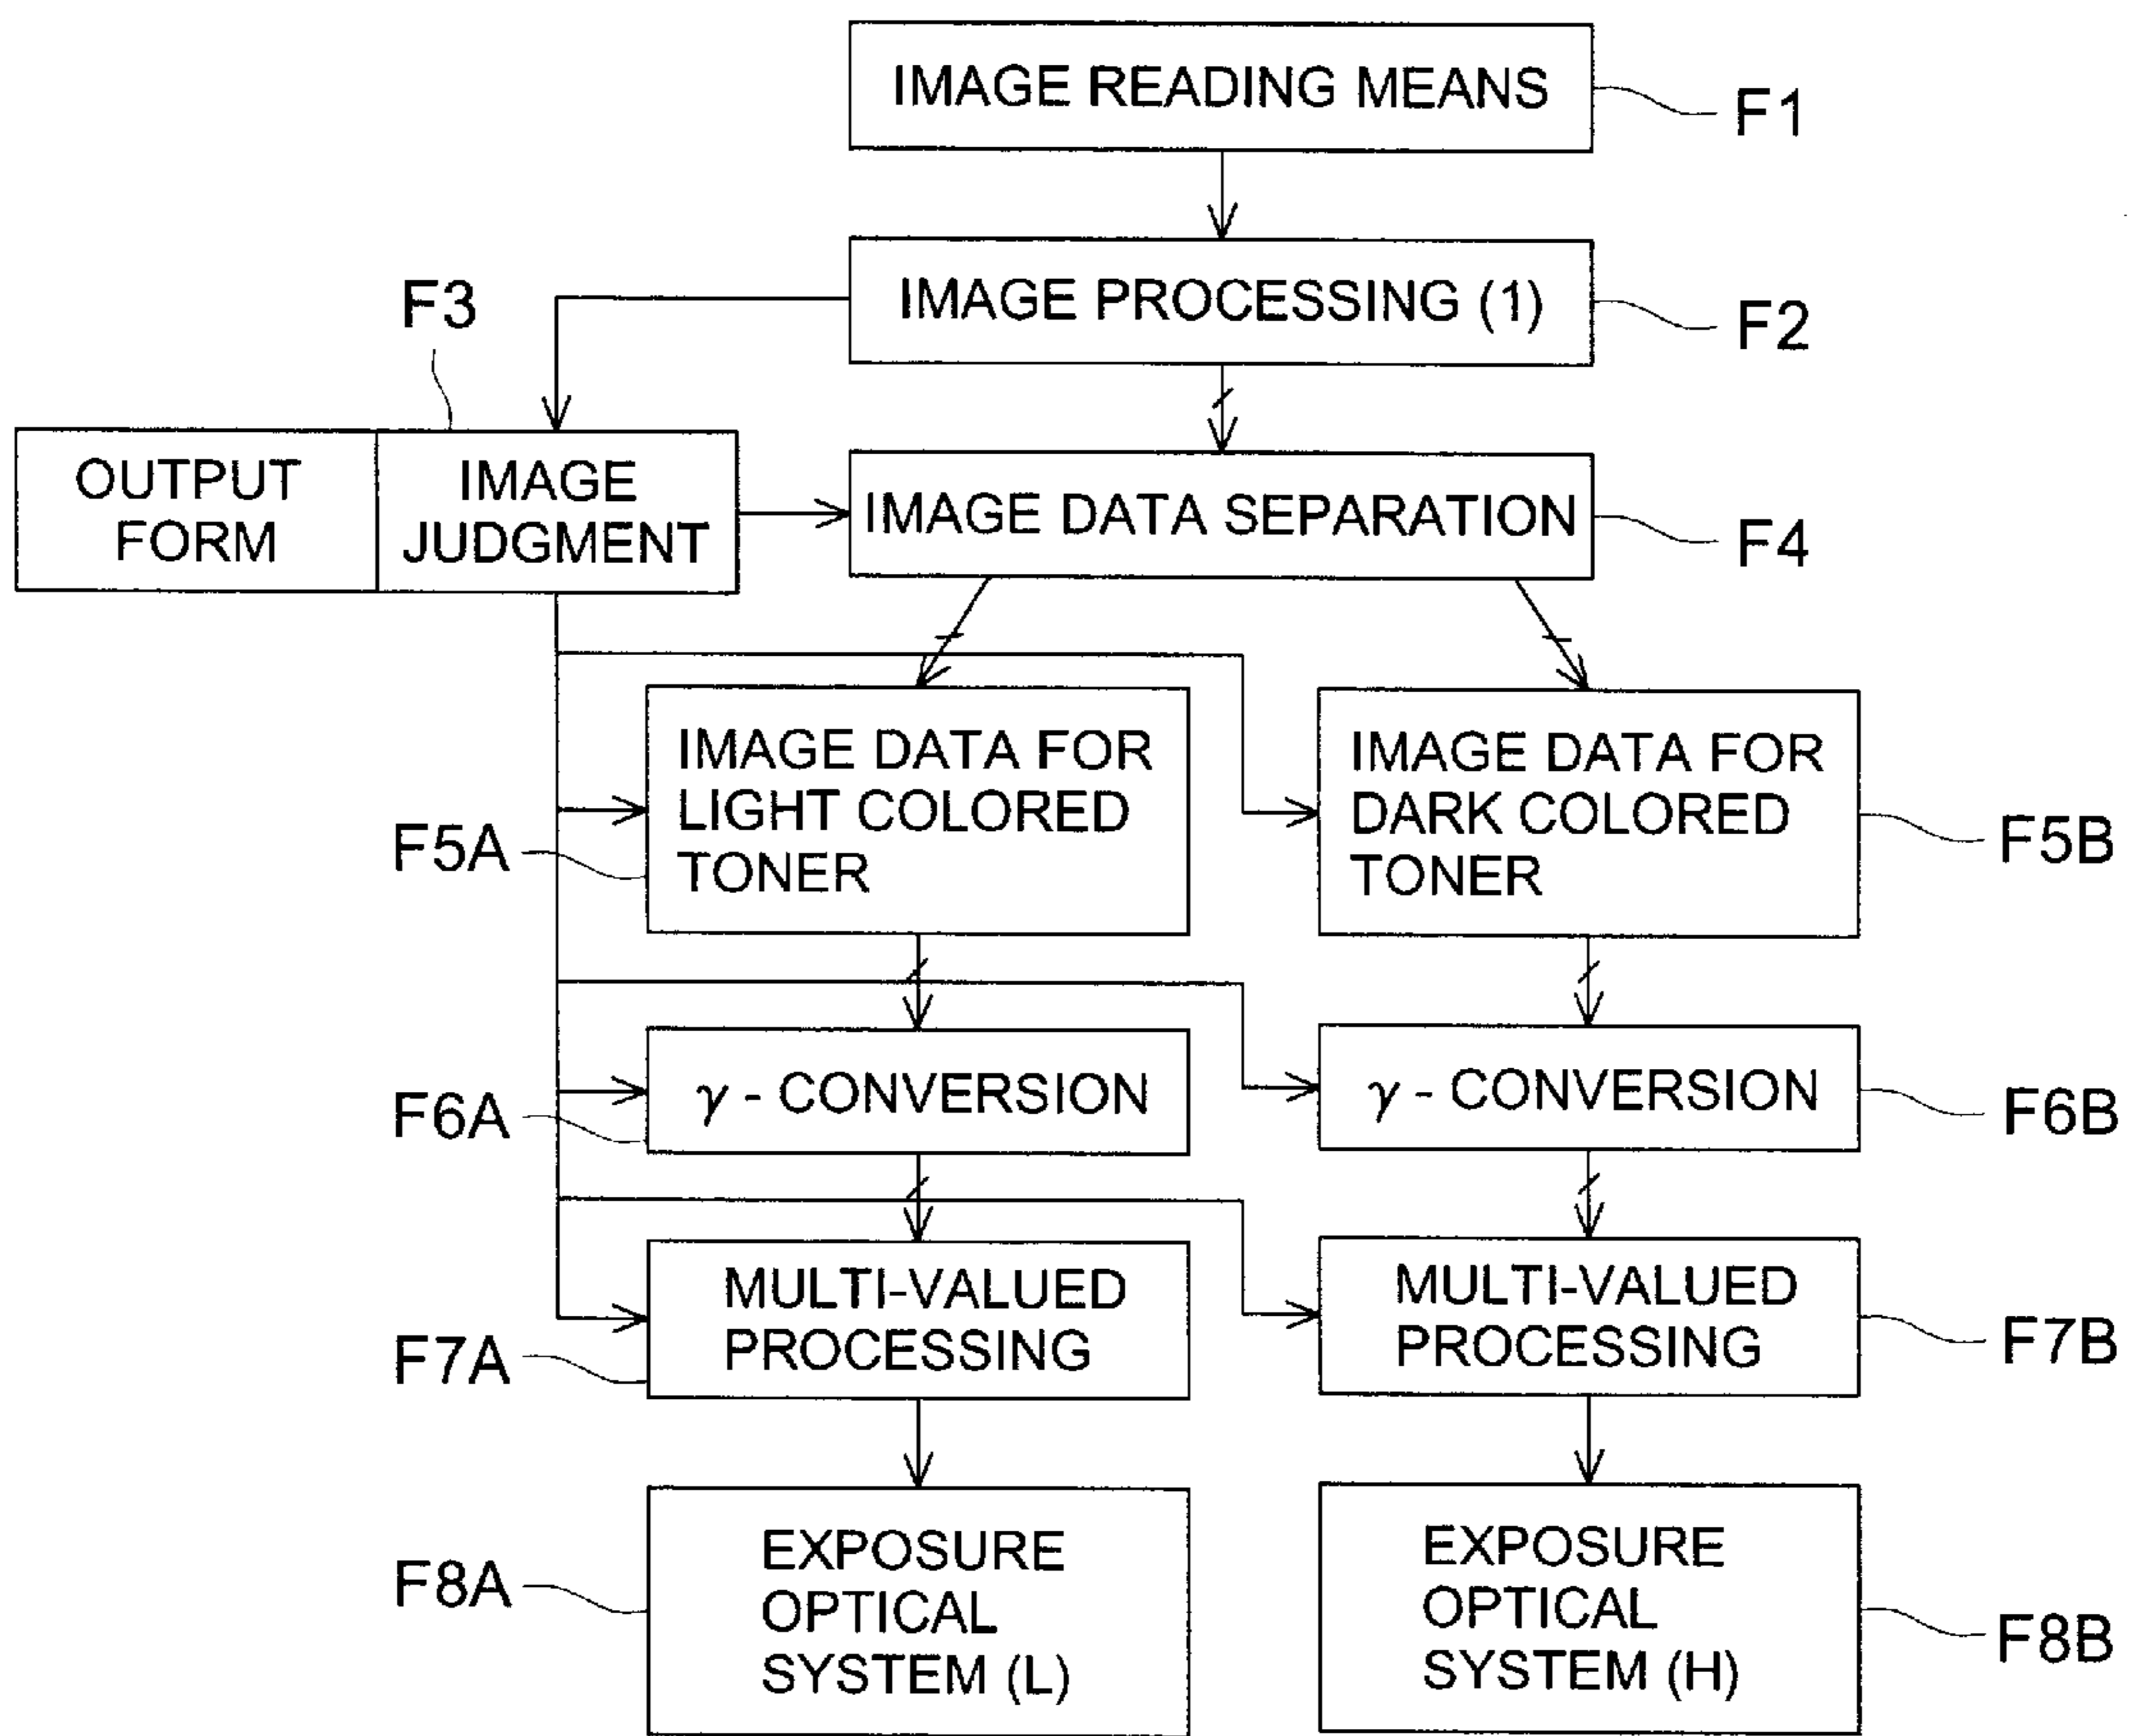 IMAGE READING MEANS
F1
IMAGE PROCESSING (1)
F2
F3
OUTPUT
FORM
IMAGE
JUDGMENT
IMAGE DATA SEPARATION
F4
IMAGE DATA FOR
LIGHT COLORED
TONER
F5A
IMAGE DATA FOR
DARK COLORED
TONER
F5B
γ - CONVERSION
F6A
γ - CONVERSION
F6B
MULTI-VALUED
PROCESSING
F7A
MULTI-VALUED
PROCESSING
F7B
EXPOSURE
OPTICAL
SYSTEM (L)
F8A
EXPOSURE
OPTICAL
SYSTEM (H)
F8B